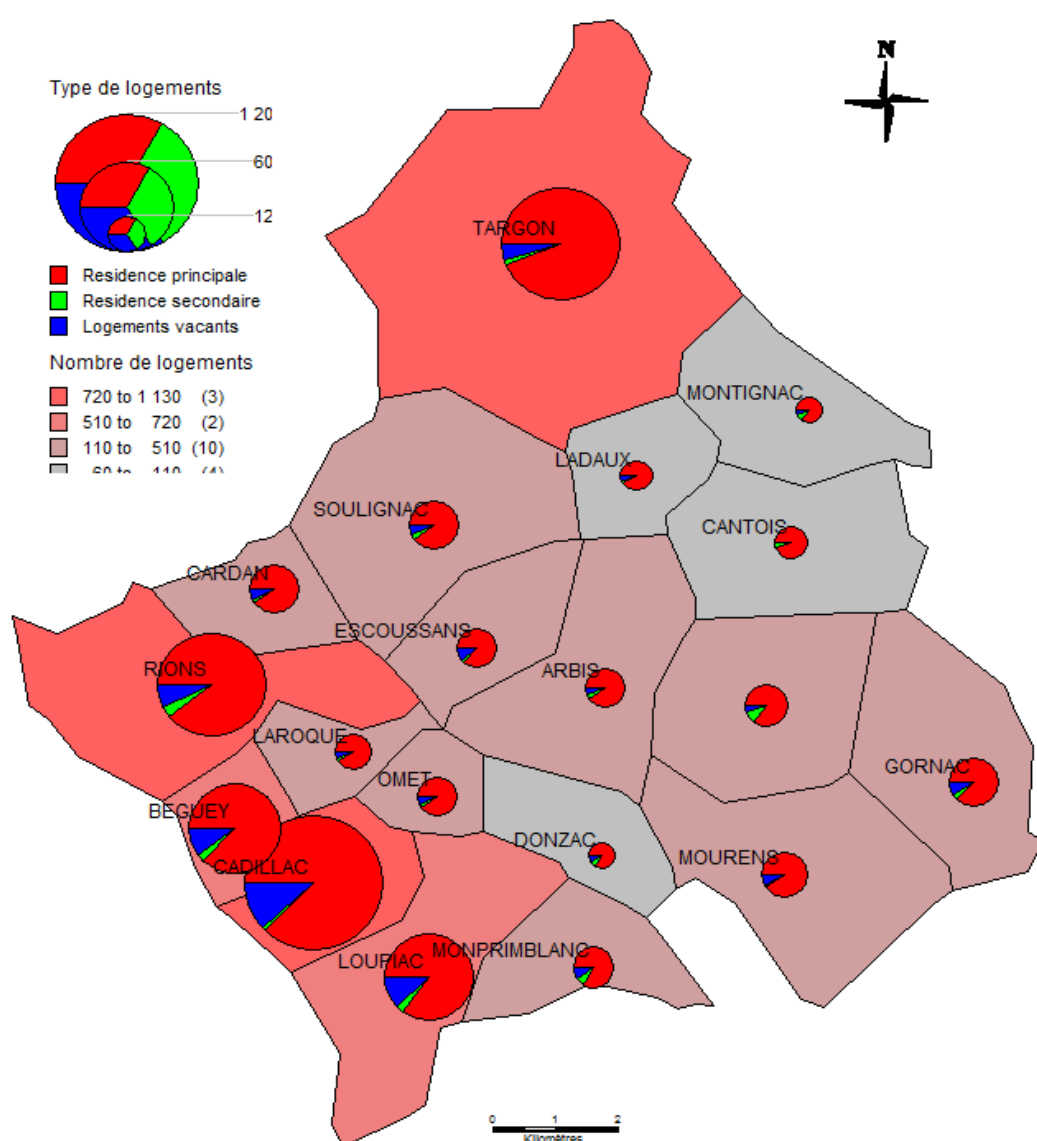 N
Type de logements
1 20
60
12
TARGON
Residence principale
Residence secondaire
Logements vacants
Nombre de logements
720 to 1 130 (3)
510 to 720 (2)
110 to 510 (10)
MONTIGNAC
LADAUX
SOULIGNAC
CANTOIS
CARDAN
ESCOUSSANS
RIONS
ARBIS
LAROQUE
OMET
GORNAC
BEGUEY
DONZAC
MOURENS
CADILLAC
MONPRIMBLANC
LOUPIAC
0 1 2
Kilomètres